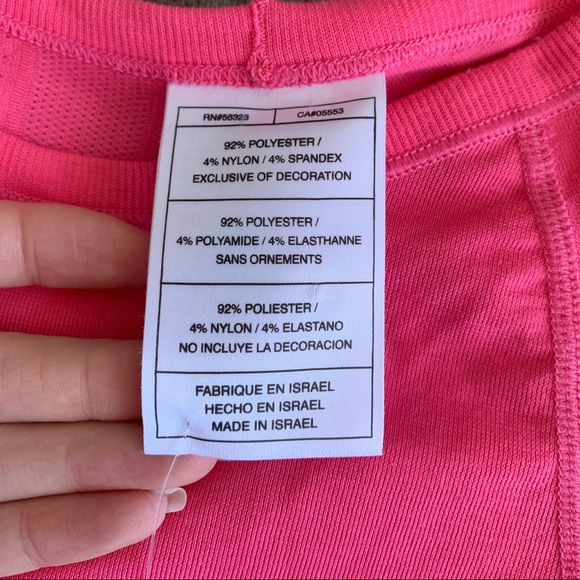 RN#56323 CA#05553
92% POLYESTER /
4% NYLON / 4% SPANDEX
EXCLUSIVE OF DECORATION
92% POLYESTER /
4% POLYAMIDE / 4% ELASTHANNE
SANS ORNEMENTS
92% POLIESTER /
4% NYLON / 4% ELASTANO
NO INCLUYE LA DECORACION
FABRIQUE EN ISRAEL
HECHO EN ISRAEL
MADE IN ISRAEL